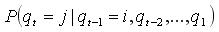 P(q_t = j | q_{t-1} = i, q_{t-2}, ..., q_1)